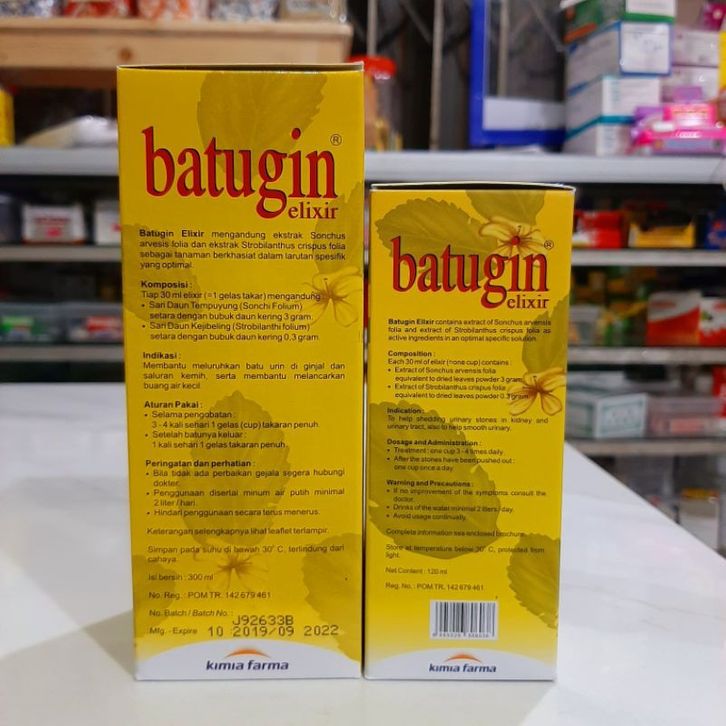 batugin®
elixir
Batugin Elixir mengandung ekstrak Sonchus
arvesis folia dan ekstrak Strobilanthus crispus folia
sebagai tanaman berkhasiat dalam larutan spesifik
yang optimal.
Komposisi :
Tiap 30 ml elixir (=1 gelas takar) mengandung :
• Sari Daun Tempuyung (Sonchi Folium)
setara dengan bubuk daun kering 3 gram.
• Sari Daun Kejibeling (Strobilanthi folium)
setara dengan bubuk daun kering 0,3 gram.
Indikasi :
Membantu meluruhkan batu urin di ginjal dan
saluran kemih, serta membantu melancarkan
buang air kecil.
Aturan Pakai :
• Selama pengobatan :
3 - 4 kali sehari 1 gelas (cup) takaran penuh.
• Setelah batunya keluar :
1 kali sehari 1 gelas takaran penuh.
Peringatan dan perhatian :
• Bila tidak ada perbaikan gejala segera hubungi
dokter.
• Penggunaan disertai minum air putih minimal
2 liter / hari.
• Hindari penggunaan secara terus menerus.
Keterangan selengkapnya lihat leaflet terlampir.
Simpan pada suhu di bawah 30° C, terlindung dari
cahaya.
Isi bersih : 300 ml
No. Reg. : POM TR. 142 679 461
No. Batch / Batch No. : J92633B
Mfg. - Expire 10 2019/09 2022
kimia farma
batugin®
elixir
Batugin Elixir contains extract of Sonchus arvensis
folia and extract of Strobilanthus crispus folia as
active ingredients in an optimal specific solution.
Composition :
Each 30 ml of elixir (=one cup) contains :
• Extract of Sonchus arvensis folia
equivalent to dried leaves powder 3 gram.
• Extract of Strobilanthus crispus folia
equivalent to dried leaves powder 0.3 gram.
Indication :
To help shedding urinary stones in kidney and
urinary tract, also to help smooth urinary.
Dosage and Administration :
• Treatment : one cup 3 - 4 times daily.
• After the stones have been pushed out :
one cup once a day
Warning and Precautions :
• If no improvement of the symptoms consult the
doctor.
• Drinks of the water minimal 2 liters / day.
• Avoid usage continually.
Complete information see enclosed brochure.
Store at temperature below 30° C, protected from
light.
Net Content : 120 ml
Reg. No. : POM TR. 142 679 461
kimia farma